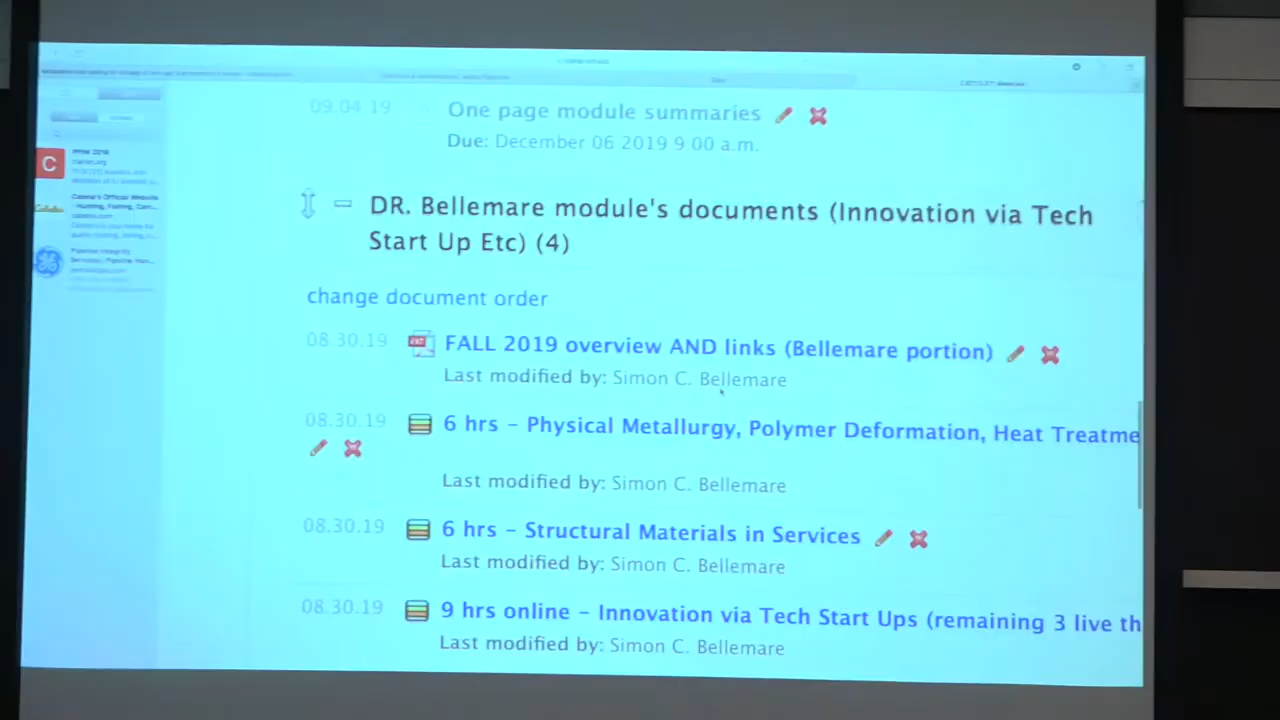 09.04.19
One page module summaries
Due: December 06 2019 9:00 a.m.
DR. Bellemare module's documents (Innovation via Tech
Start Up Etc) (4)
change document order
08.30.19
FALL 2019 overview AND links (Bellemare portion)
Last modified by: Simon C. Bellemare
08.30.19
6 hrs – Physical Metallurgy, Polymer Deformation, Heat Treatme
Last modified by: Simon C. Bellemare
08.30.19
6 hrs – Structural Materials in Services
Last modified by: Simon C. Bellemare
08.30.19
9 hrs online – Innovation via Tech Start Ups (remaining 3 live th
Last modified by: Simon C. Bellemare
C